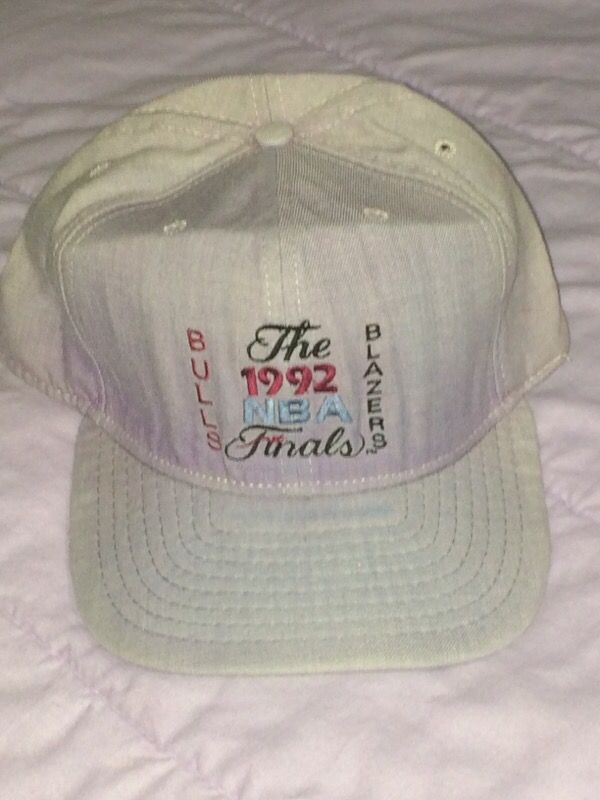 BULLS
The
1992
NBA
Finals
BLAZERS